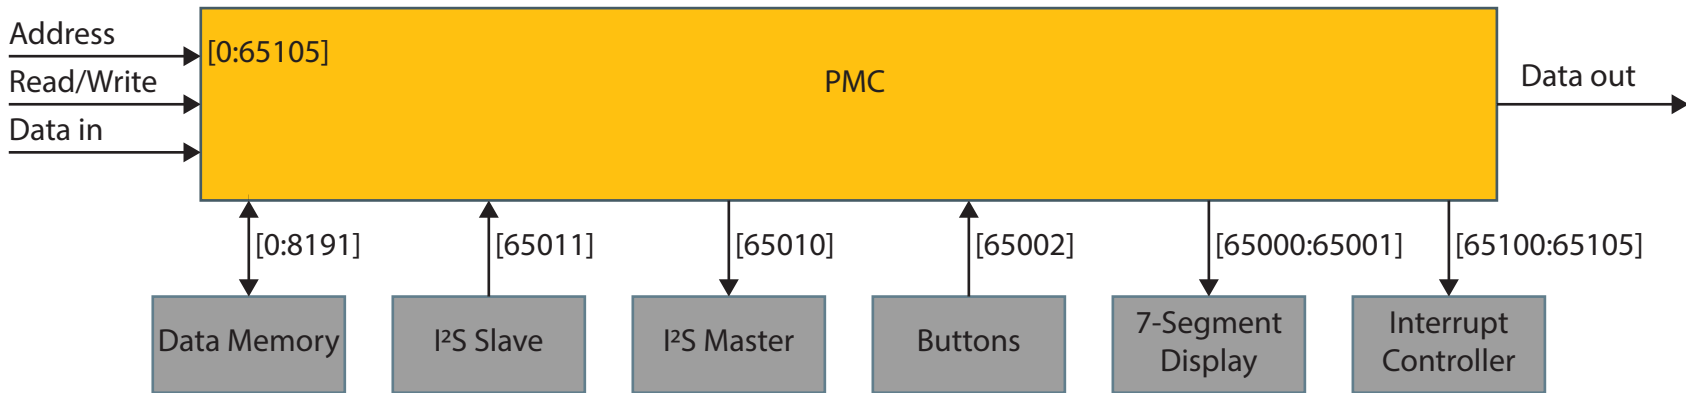 Address
[0:65105]
Read/Write
PMC
Data out
Data in
[0:8191]
[65011]
[65010]
[65002]
[65000:65001]
[65100:65105]
Data Memory
I²S Slave
I²S Master
Buttons
7-Segment
Display
Interrupt
Controller